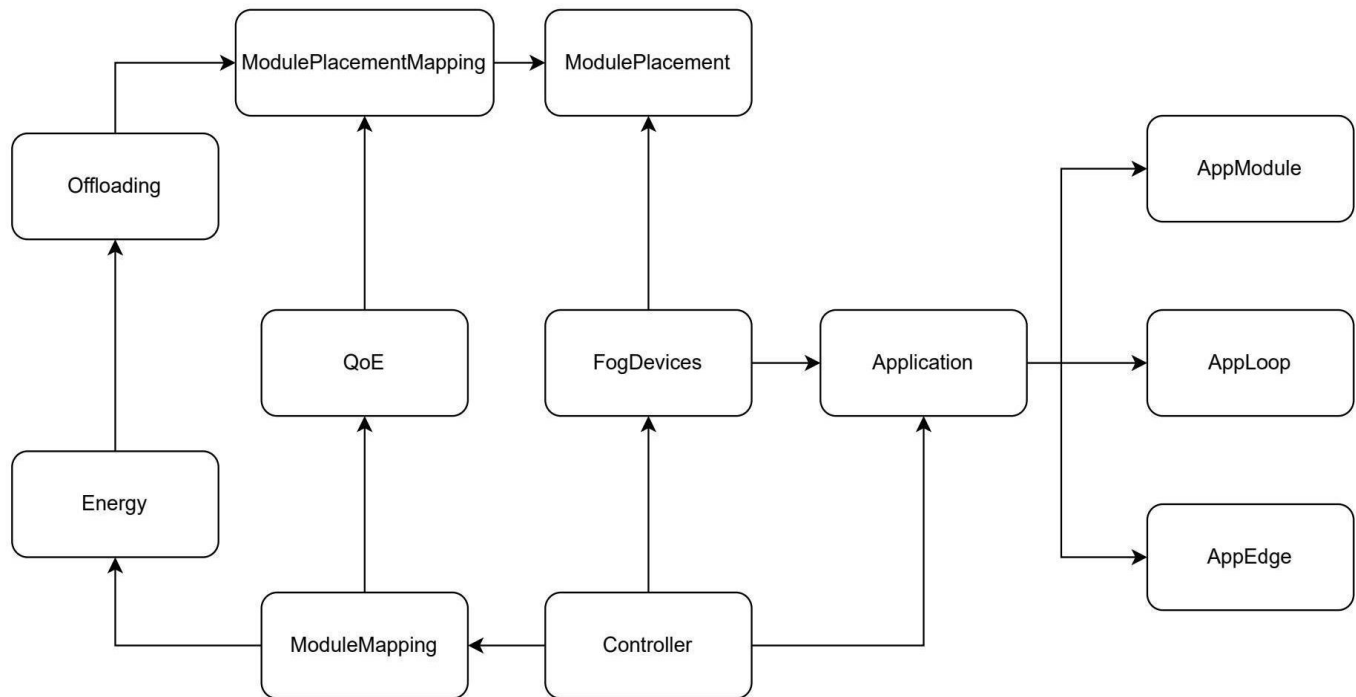 ModulePlacementMapping
ModulePlacement
Offloading
AppModule
QoE
FogDevices
Application
AppLoop
Energy
AppEdge
ModuleMapping
Controller